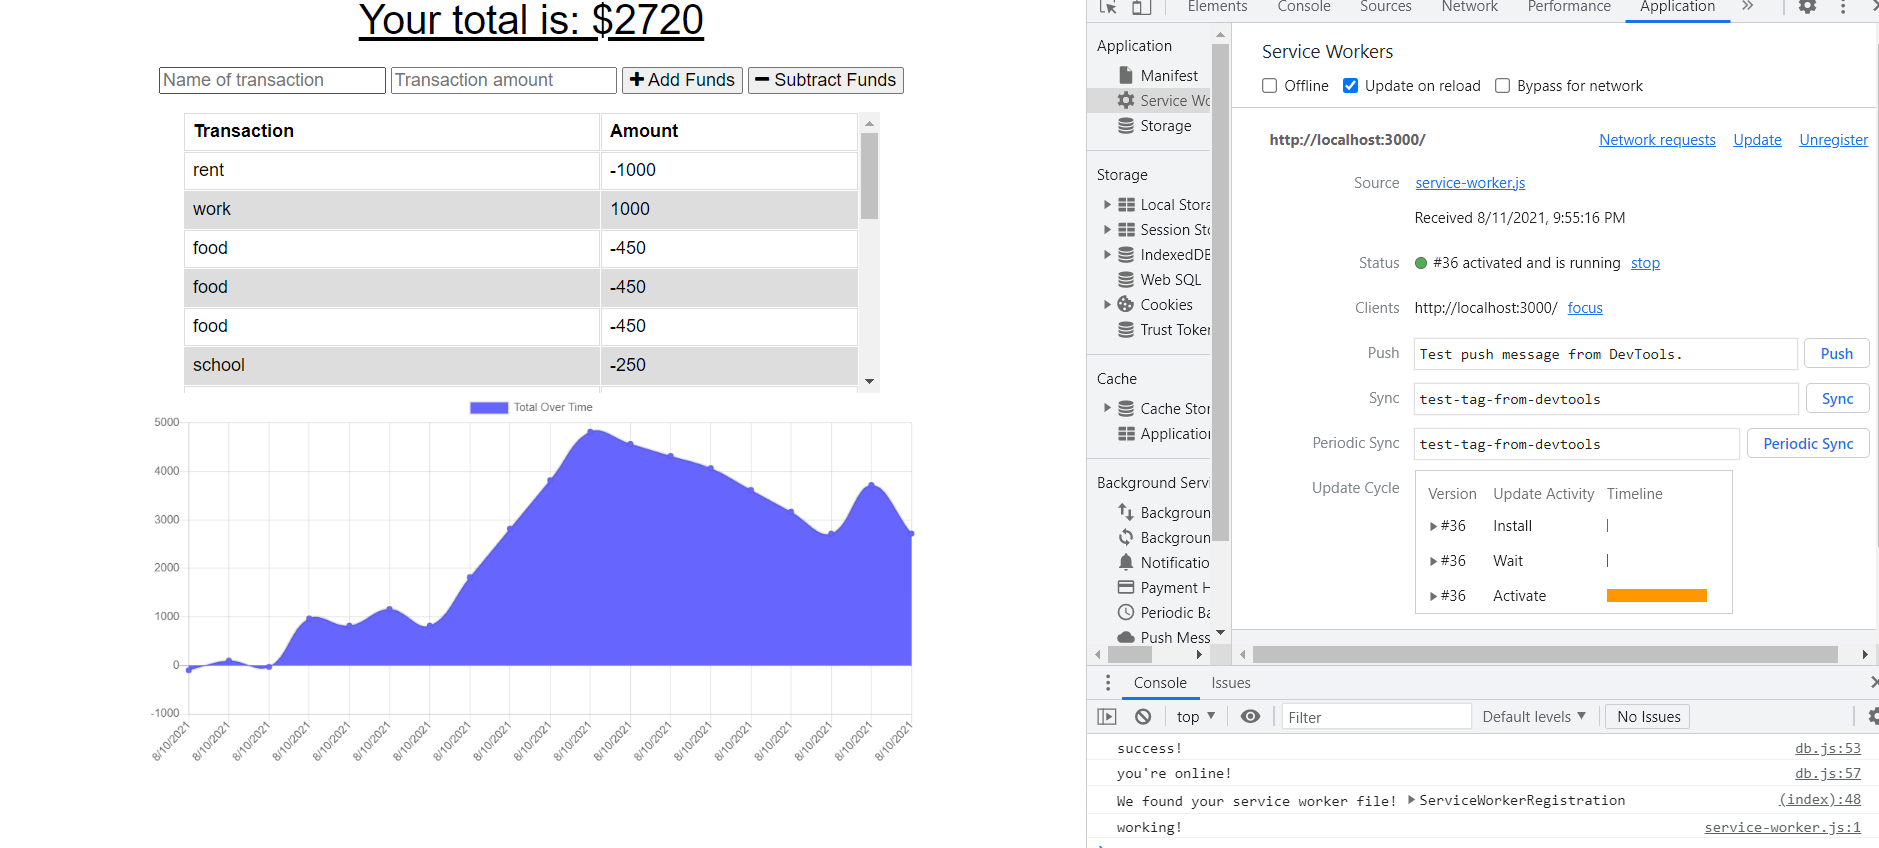 Your total is: $2720
Name of transaction Transaction amount Add Funds Subtract Funds
Transaction Amount
rent -1000
work 1000
food -450
food -450
food -450
school -250
Total Over Time
5000
4000
3000
2000
1000
0
-1000
8/10/2021 8/10/2021 8/10/2021 8/10/2021 8/10/2021 8/10/2021 8/10/2021 8/10/2021 8/10/2021 8/10/2021 8/10/2021 8/10/2021 8/10/2021 8/10/2021 8/10/2021 8/10/2021 8/10/2021 8/10/2021 8/10/2021
Elements Console Sources Network Performance Application »
Application
Manifest
Service Wo
Storage
Storage
Local Stora
Session Sto
IndexedDB
Web SQL
Cookies
Trust Token
Cache
Cache Stor
Application
Background Servi
Backgroun
Backgroun
Notificatio
Payment H
Periodic Ba
Push Mess
Service Workers
Offline Update on reload Bypass for network
http://localhost:3000/ Network requests Update Unregister
Source service-worker.js
Received 8/11/2021, 9:55:16 PM
Status #36 activated and is running stop
Clients http://localhost:3000/ focus
Push Test push message from DevTools. Push
Sync test-tag-from-devtools Sync
Periodic Sync test-tag-from-devtools Periodic Sync
Update Cycle Version Update Activity Timeline
#36 Install
#36 Wait
#36 Activate
Console Issues
top Filter Default levels No Issues
success! db.js:53
you're online! db.js:57
We found your service worker file! ServiceWorkerRegistration (index):48
working! service-worker.js:1